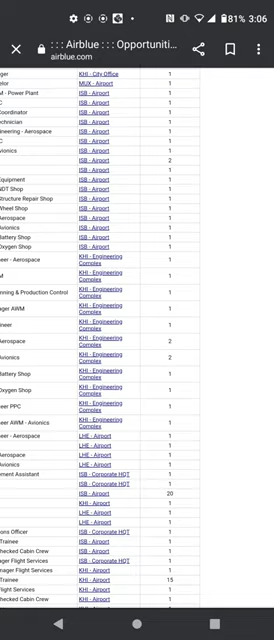 81% 3:06
: : : Airblue : : : Opportuniti...
airblue.com
ger KHI - City Office 1
elor MUX - Airport 1
M - Power Plant ISB - Airport 1
C ISB - Airport 1
Coordinator ISB - Airport 1
echnician ISB - Airport 1
ineering - Aerospace ISB - Airport 1
C ISB - Airport 1
vionics ISB - Airport 1
ISB - Airport 2
ISB - Airport 1
Equipment ISB - Airport 1
NDT Shop ISB - Airport 1
Structure Repair Shop ISB - Airport 1
Wheel Shop ISB - Airport 1
Aerospace ISB - Airport 1
Avionics ISB - Airport 1
Battery Shop ISB - Airport 1
Oxygen Shop ISB - Airport 1
eer - Aerospace KHI - Engineering Complex 1
M KHI - Engineering Complex 1
nning & Production Control KHI - Engineering Complex 1
ager AWM KHI - Engineering Complex 1
ineer KHI - Engineering Complex 1
Aerospace KHI - Engineering Complex 2
Avionics KHI - Engineering Complex 2
Battery Shop KHI - Engineering Complex 1
Oxygen Shop KHI - Engineering Complex 1
eer PPC KHI - Engineering Complex 1
eer AWM - Avionics KHI - Engineering Complex 1
eer - Aerospace LHE - Airport 1
LHE - Airport 1
Aerospace LHE - Airport 1
Avionics LHE - Airport 1
ement Assistant ISB - Corporate HQT 1
ISB - Corporate HQT 1
ISB - Airport 20
KHI - Airport 1
LHE - Airport 1
LHE - Airport 1
ions Officer ISB - Corporate HQT 1
Trainee ISB - Airport 1
hecked Cabin Crew ISB - Airport 1
nager Flight Services ISB - Corporate HQT 1
nager Flight Services KHI - Airport 1
Trainee KHI - Airport 15
light Services KHI - Airport 1
hecked Cabin Crew KHI - Airport 1